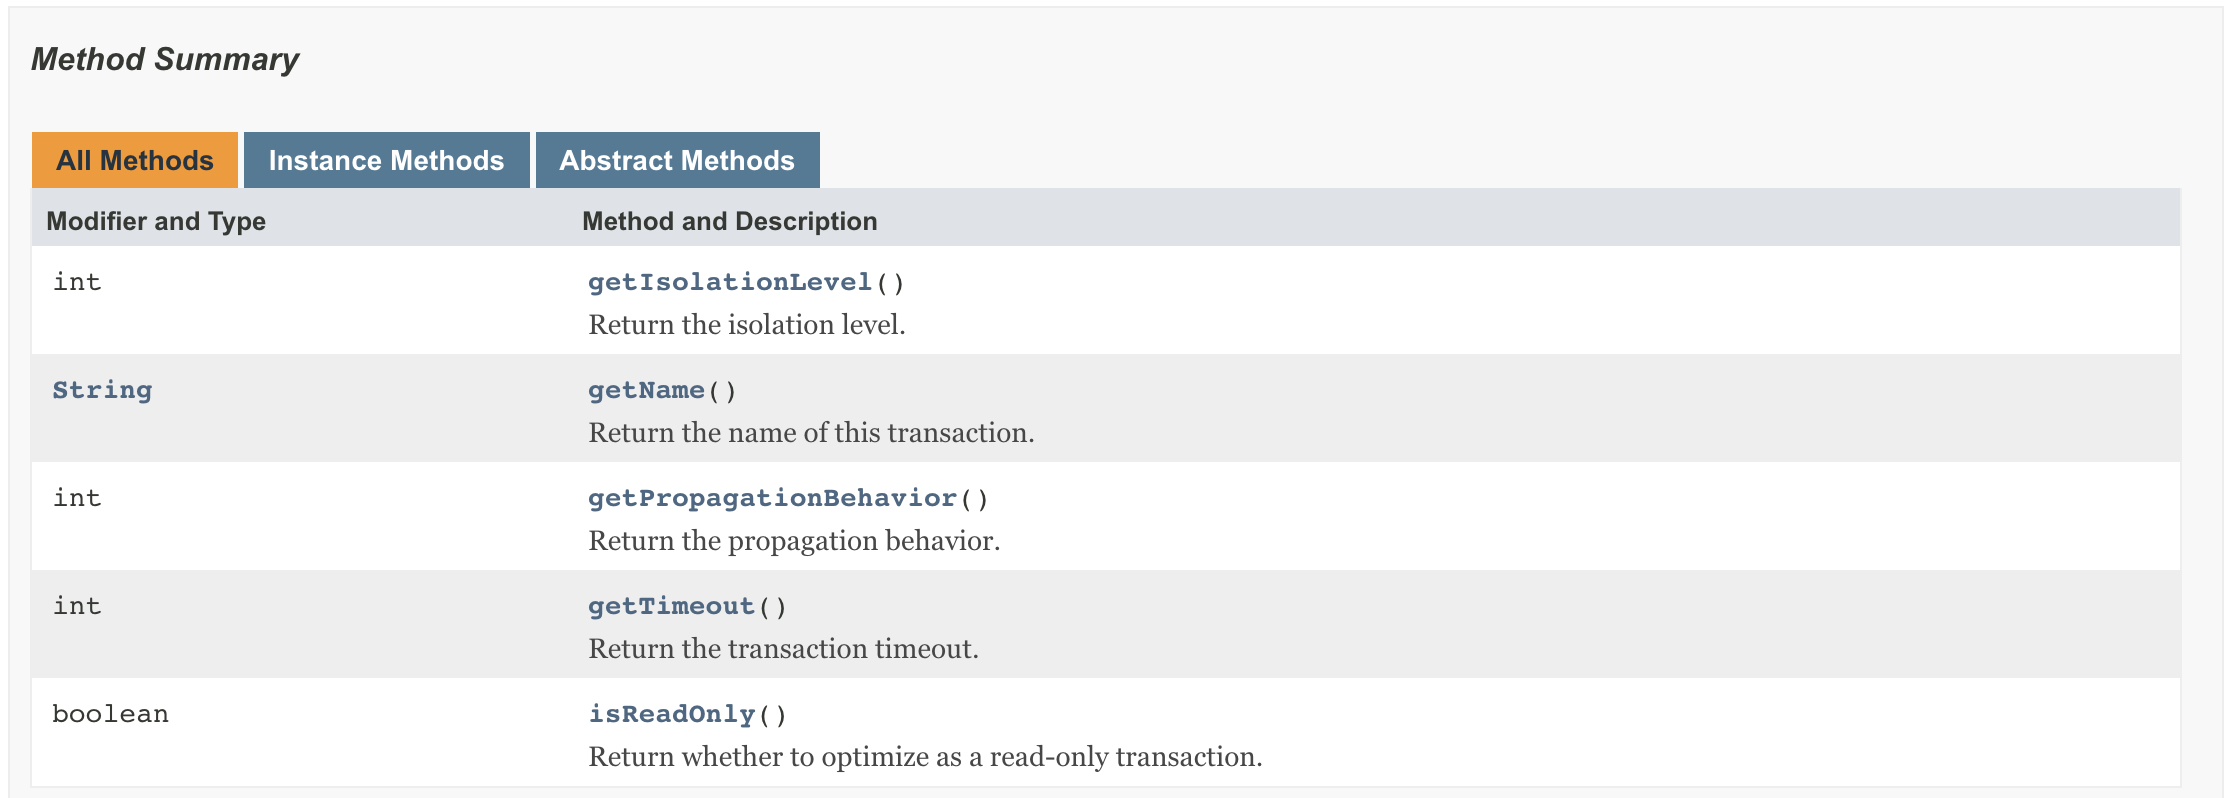 Method Summary
All Methods Instance Methods Abstract Methods
Modifier and Type Method and Description
int getIsolationLevel()
Return the isolation level.
String getName()
Return the name of this transaction.
int getPropagationBehavior()
Return the propagation behavior.
int getTimeout()
Return the transaction timeout.
boolean isReadOnly()
Return whether to optimize as a read-only transaction.